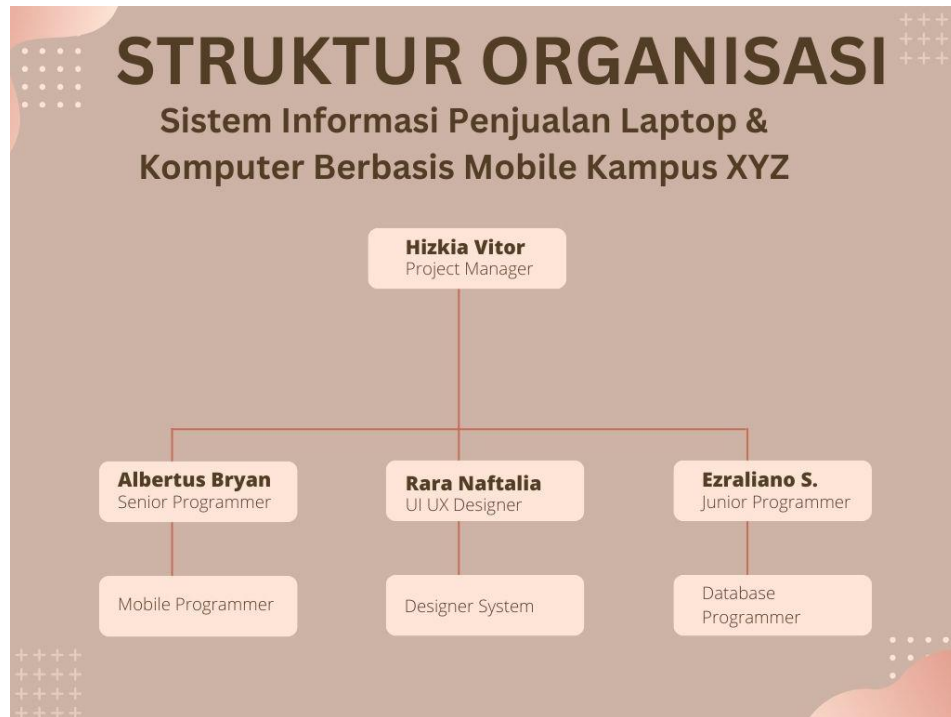 STRUKTUR ORGANISASI
Sistem Informasi Penjualan Laptop &
Komputer Berbasis Mobile Kampus XYZ
Hizkia Vitor
Project Manager
Albertus Bryan
Senior Programmer
Rara Naftalia
UI UX Designer
Ezraliano S.
Junior Programmer
Mobile Programmer
Designer System
Database
Programmer